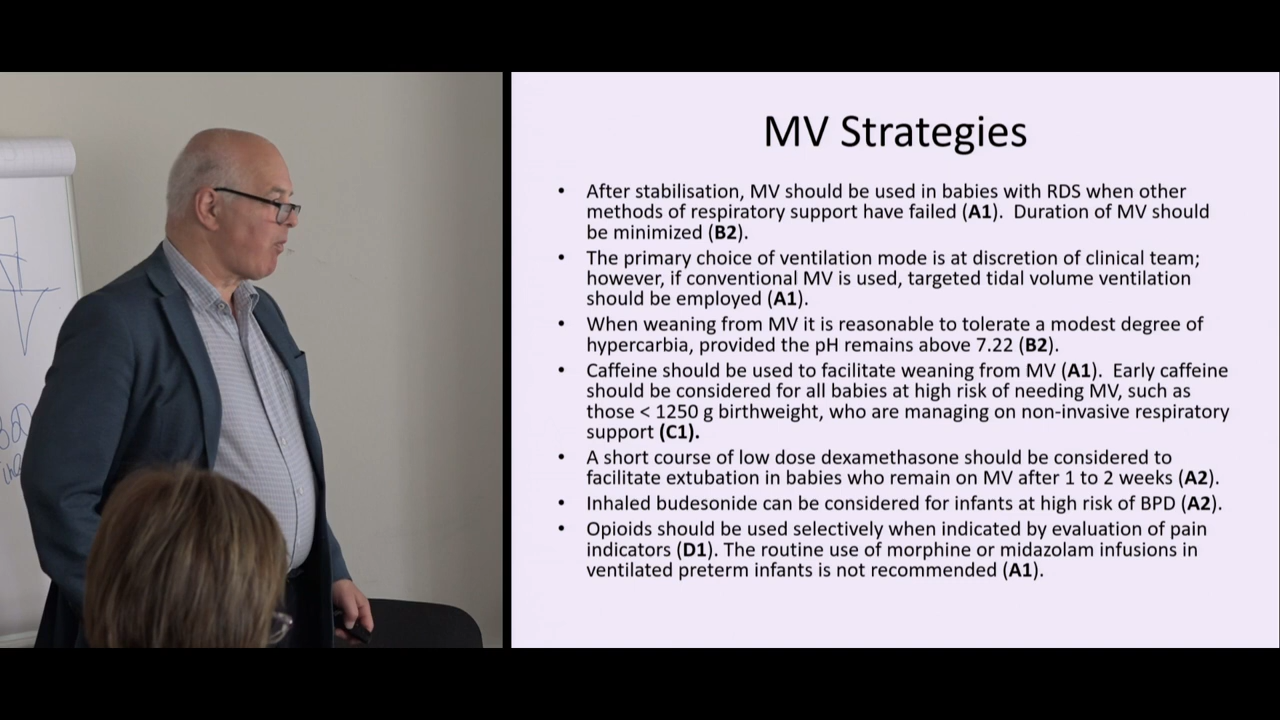 MV Strategies
• After stabilisation, MV should be used in babies with RDS when other
methods of respiratory support have failed (A1). Duration of MV should
be minimized (B2).
• The primary choice of ventilation mode is at discretion of clinical team;
however, if conventional MV is used, targeted tidal volume ventilation
should be employed (A1).
• When weaning from MV it is reasonable to tolerate a modest degree of
hypercarbia, provided the pH remains above 7.22 (B2).
• Caffeine should be used to facilitate weaning from MV (A1). Early caffeine
should be considered for all babies at high risk of needing MV, such as
those < 1250 g birthweight, who are managing on non-invasive respiratory
support (C1).
• A short course of low dose dexamethasone should be considered to
facilitate extubation in babies who remain on MV after 1 to 2 weeks (A2).
• Inhaled budesonide can be considered for infants at high risk of BPD (A2).
• Opioids should be used selectively when indicated by evaluation of pain
indicators (D1). The routine use of morphine or midazolam infusions in
ventilated preterm infants is not recommended (A1).